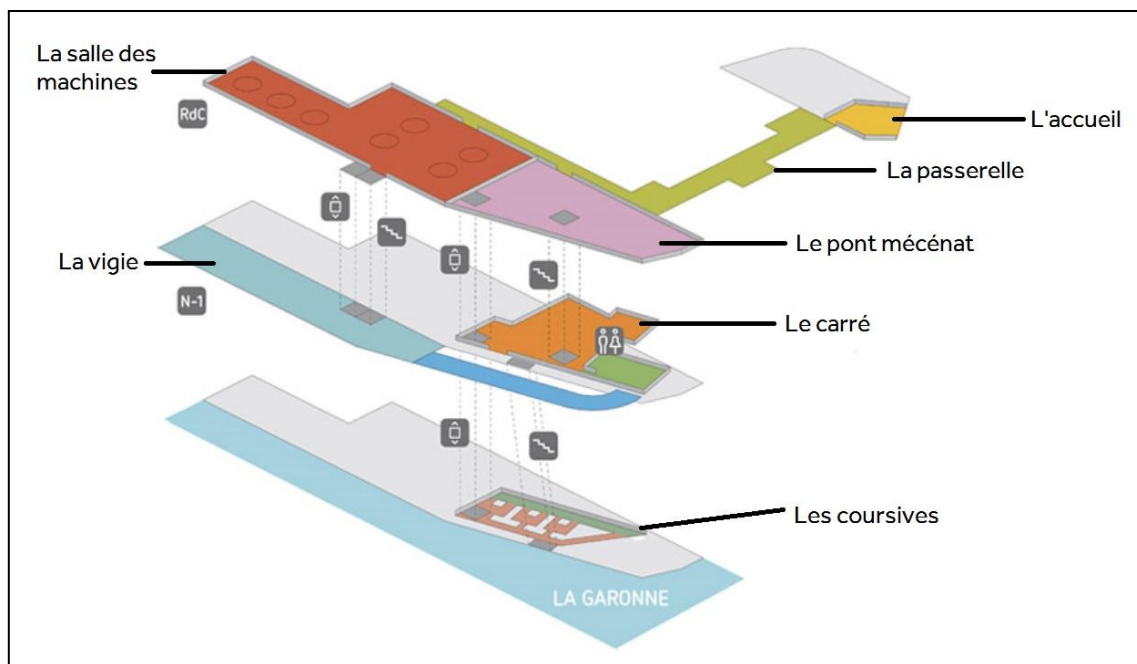 La salle des
machines
RdC
L'accueil
La passerelle
Le pont mécénat
La vigie
N-1
Le carré
Les coursives
LA GARONNE